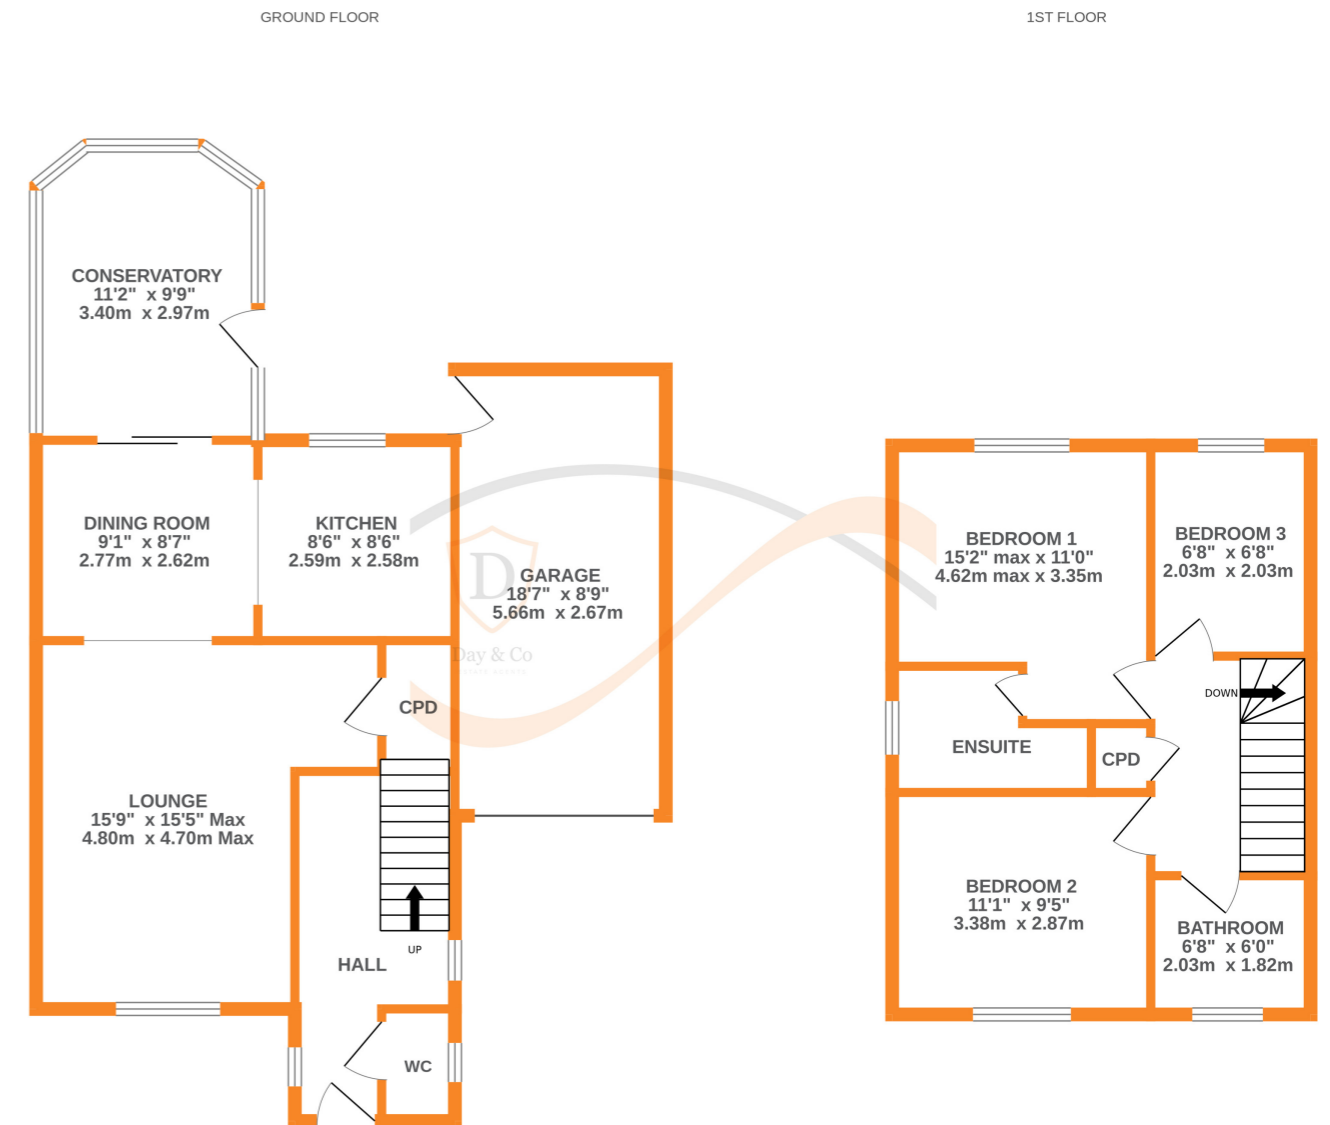 GROUND FLOOR
1ST FLOOR
CONSERVATORY
11'2" x 9'9"
3.40m x 2.97m
DINING ROOM
9'1" x 8'7"
2.77m x 2.62m
KITCHEN
8'6" x 8'6"
2.59m x 2.58m
GARAGE
18'7" x 8'9"
5.66m x 2.67m
D
Day & Co
CPD
LOUNGE
15'9" x 15'5" Max
4.80m x 4.70m Max
UP
HALL
WC
BEDROOM 1
15'2" max x 11'0"
4.62m max x 3.35m
BEDROOM 3
6'8" x 6'8"
2.03m x 2.03m
DOWN
ENSUITE
CPD
BEDROOM 2
11'1" x 9'5"
3.38m x 2.87m
BATHROOM
6'8" x 6'0"
2.03m x 1.82m